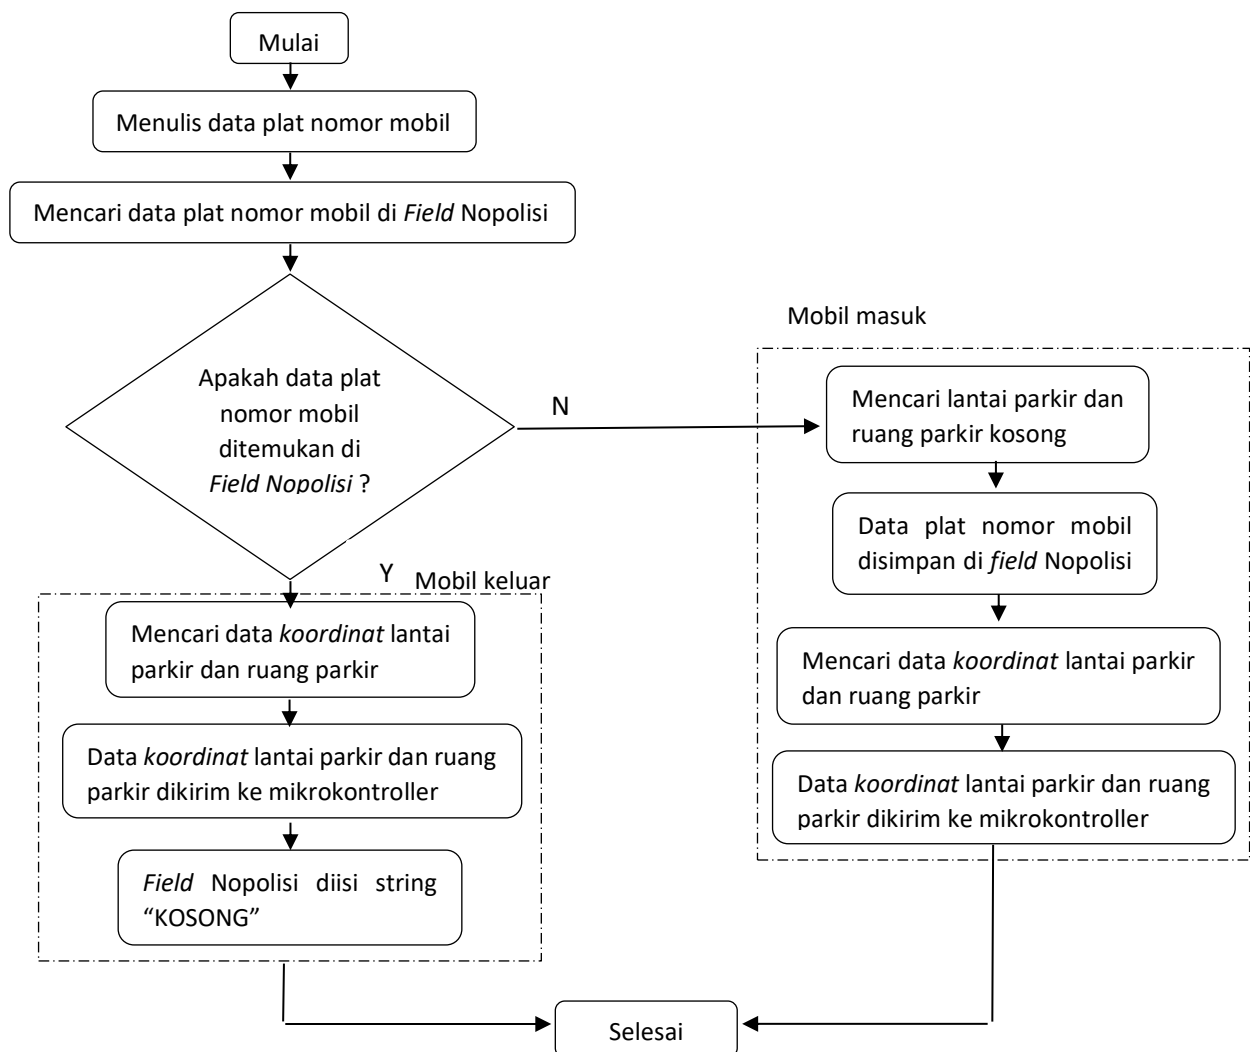 Mulai
Menulis data plat nomor mobil
Mencari data plat nomor mobil di Field Nopolisi
Apakah data plat
nomor mobil
ditemukan di
Field Nopolisi ?
N
Y
Mobil keluar
Mencari data koordinat lantai
parkir dan ruang parkir
Data koordinat lantai parkir dan ruang
parkir dikirim ke mikrokontroller
Field Nopolisi diisi string
“KOSONG”
Mobil masuk
Mencari lantai parkir dan
ruang parkir kosong
Data plat nomor mobil
disimpan di field Nopolisi
Mencari data koordinat lantai parkir
dan ruang parkir
Data koordinat lantai parkir dan ruang
parkir dikirim ke mikrokontroller
Selesai